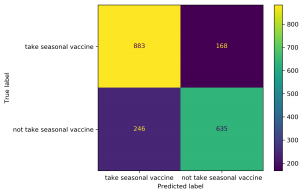 take seasonal vaccine
883
168
not take seasonal vaccine
246
635
True label
take seasonal vaccine
not take seasonal vaccine
Predicted label
800
700
600
500
400
300
200